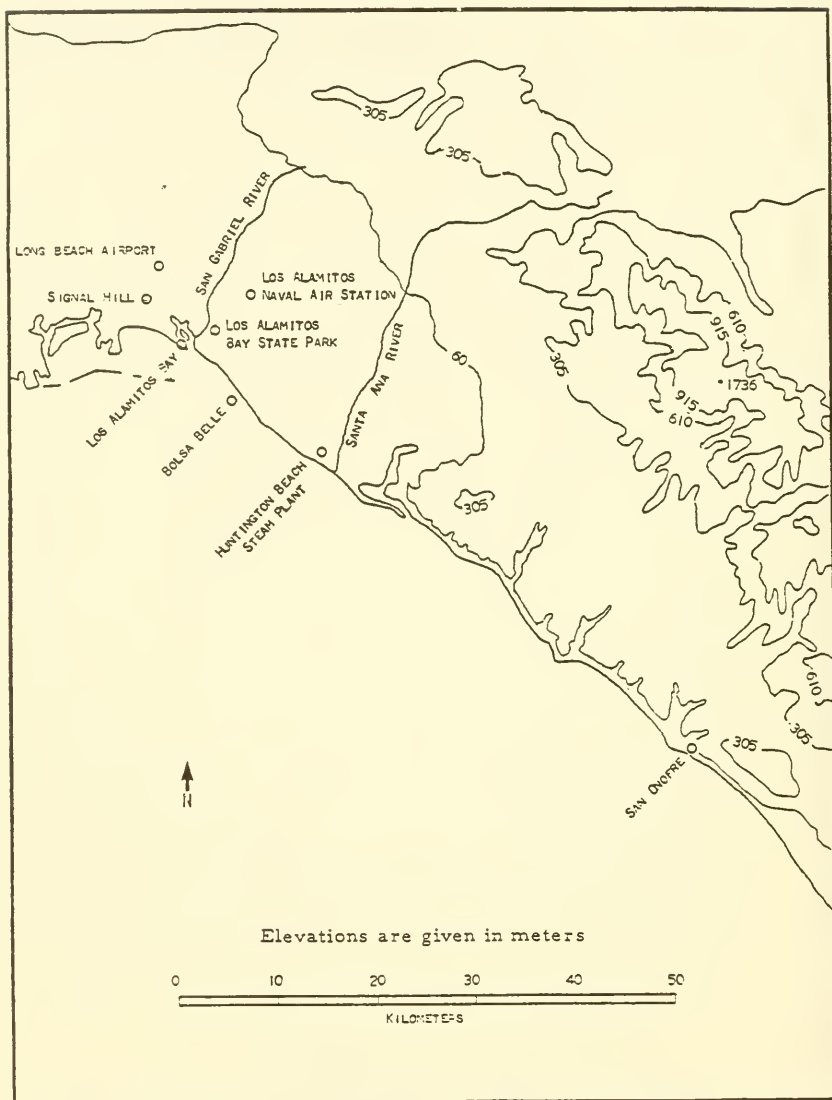 305
305
SAN GABRIEL RIVER
LONG BEACH AIRPORT
LOS ALAMITOS
NAVAL AIR STATION
SIGNAL HILL
LOS ALAMITOS
BAY STATE PARK
SANTA ANA RIVER
60
305
610
915
1736
915
610
LOS ALAMITOS BAY
BOLSA BELLE
HUNTINGTON BEACH
STEAM PLANT
305
610
305
305
SAN ONOFRE
N
Elevations are given in meters
0 10 20 30 40 50
KILOMETERS